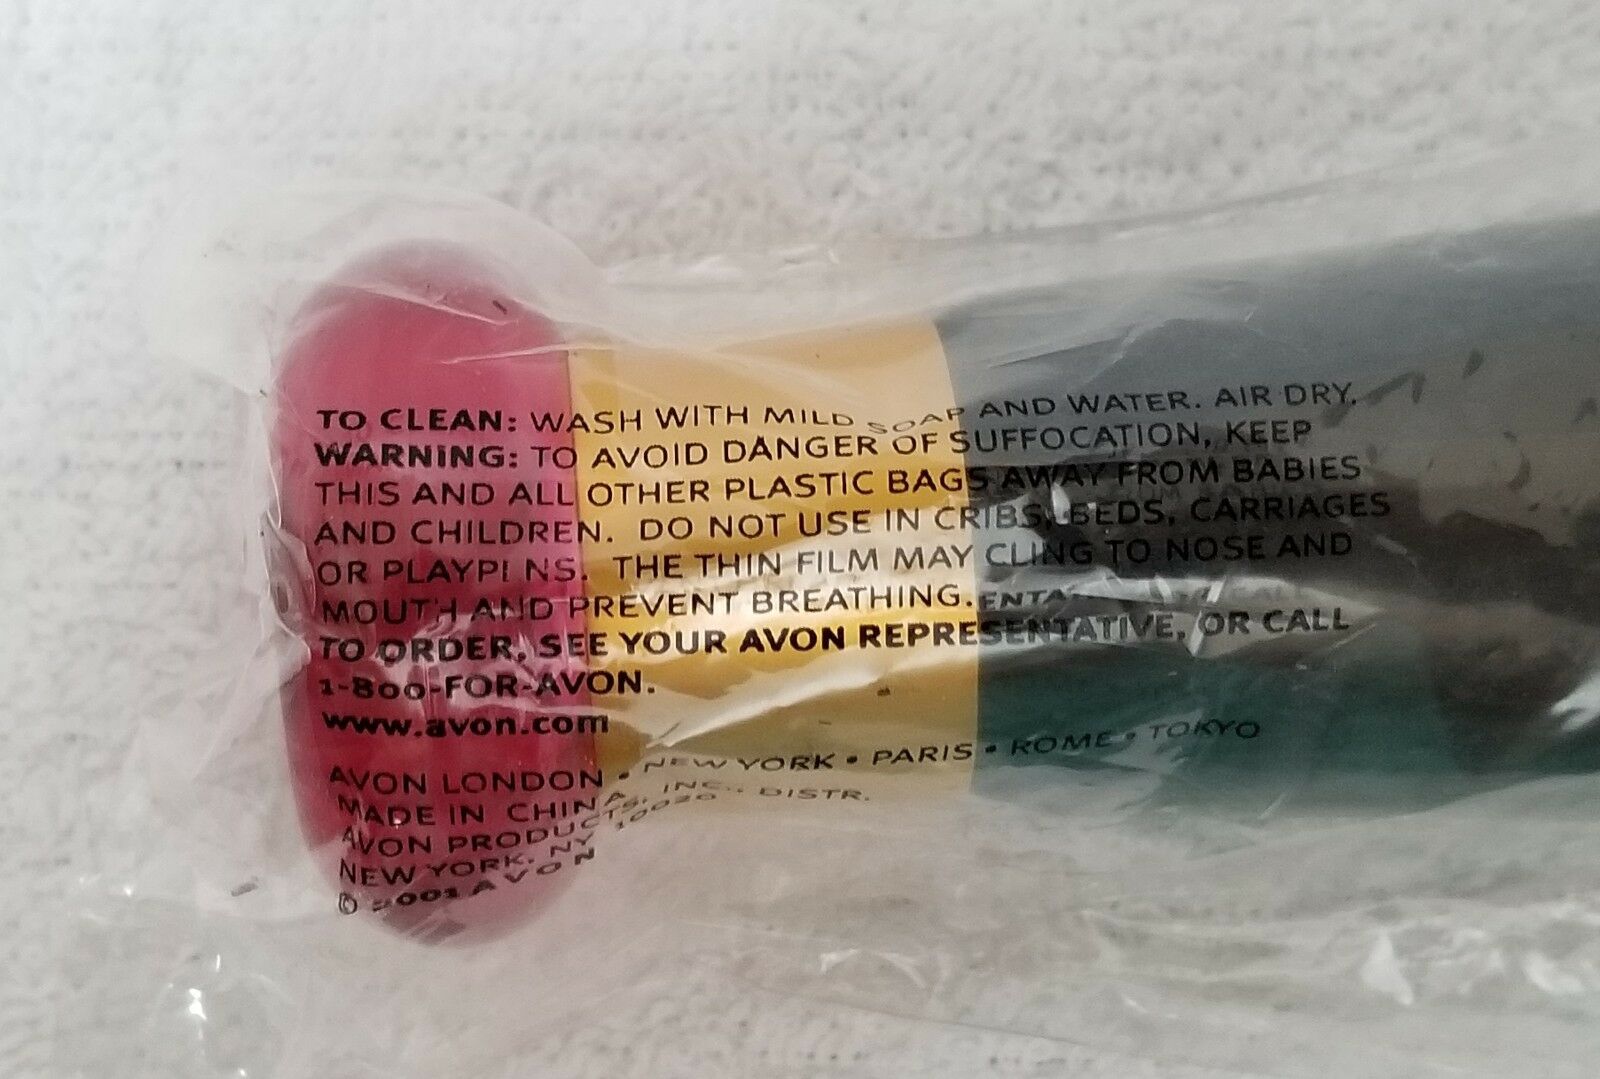 TO CLEAN: WASH WITH MILD SOAP AND WATER. AIR DRY.
WARNING: TO AVOID DANGER OF SUFFOCATION, KEEP
THIS AND ALL OTHER PLASTIC BAGS AWAY FROM BABIES
AND CHILDREN. DO NOT USE IN CRIBS, BEDS, CARRIAGES
OR PLAYPENS. THE THIN FILM MAY CLING TO NOSE AND
MOUTH AND PREVENT BREATHING.
TO ORDER, SEE YOUR AVON REPRESENTATIVE, OR CALL
1-800-FOR-AVON.
www.avon.com
AVON LONDON • NEW YORK • PARIS • ROME • TOKYO
MADE IN CHINA
AVON PRODUCTS, INC., DISTR.
NEW YORK, NY 10020
© 2001 AVON